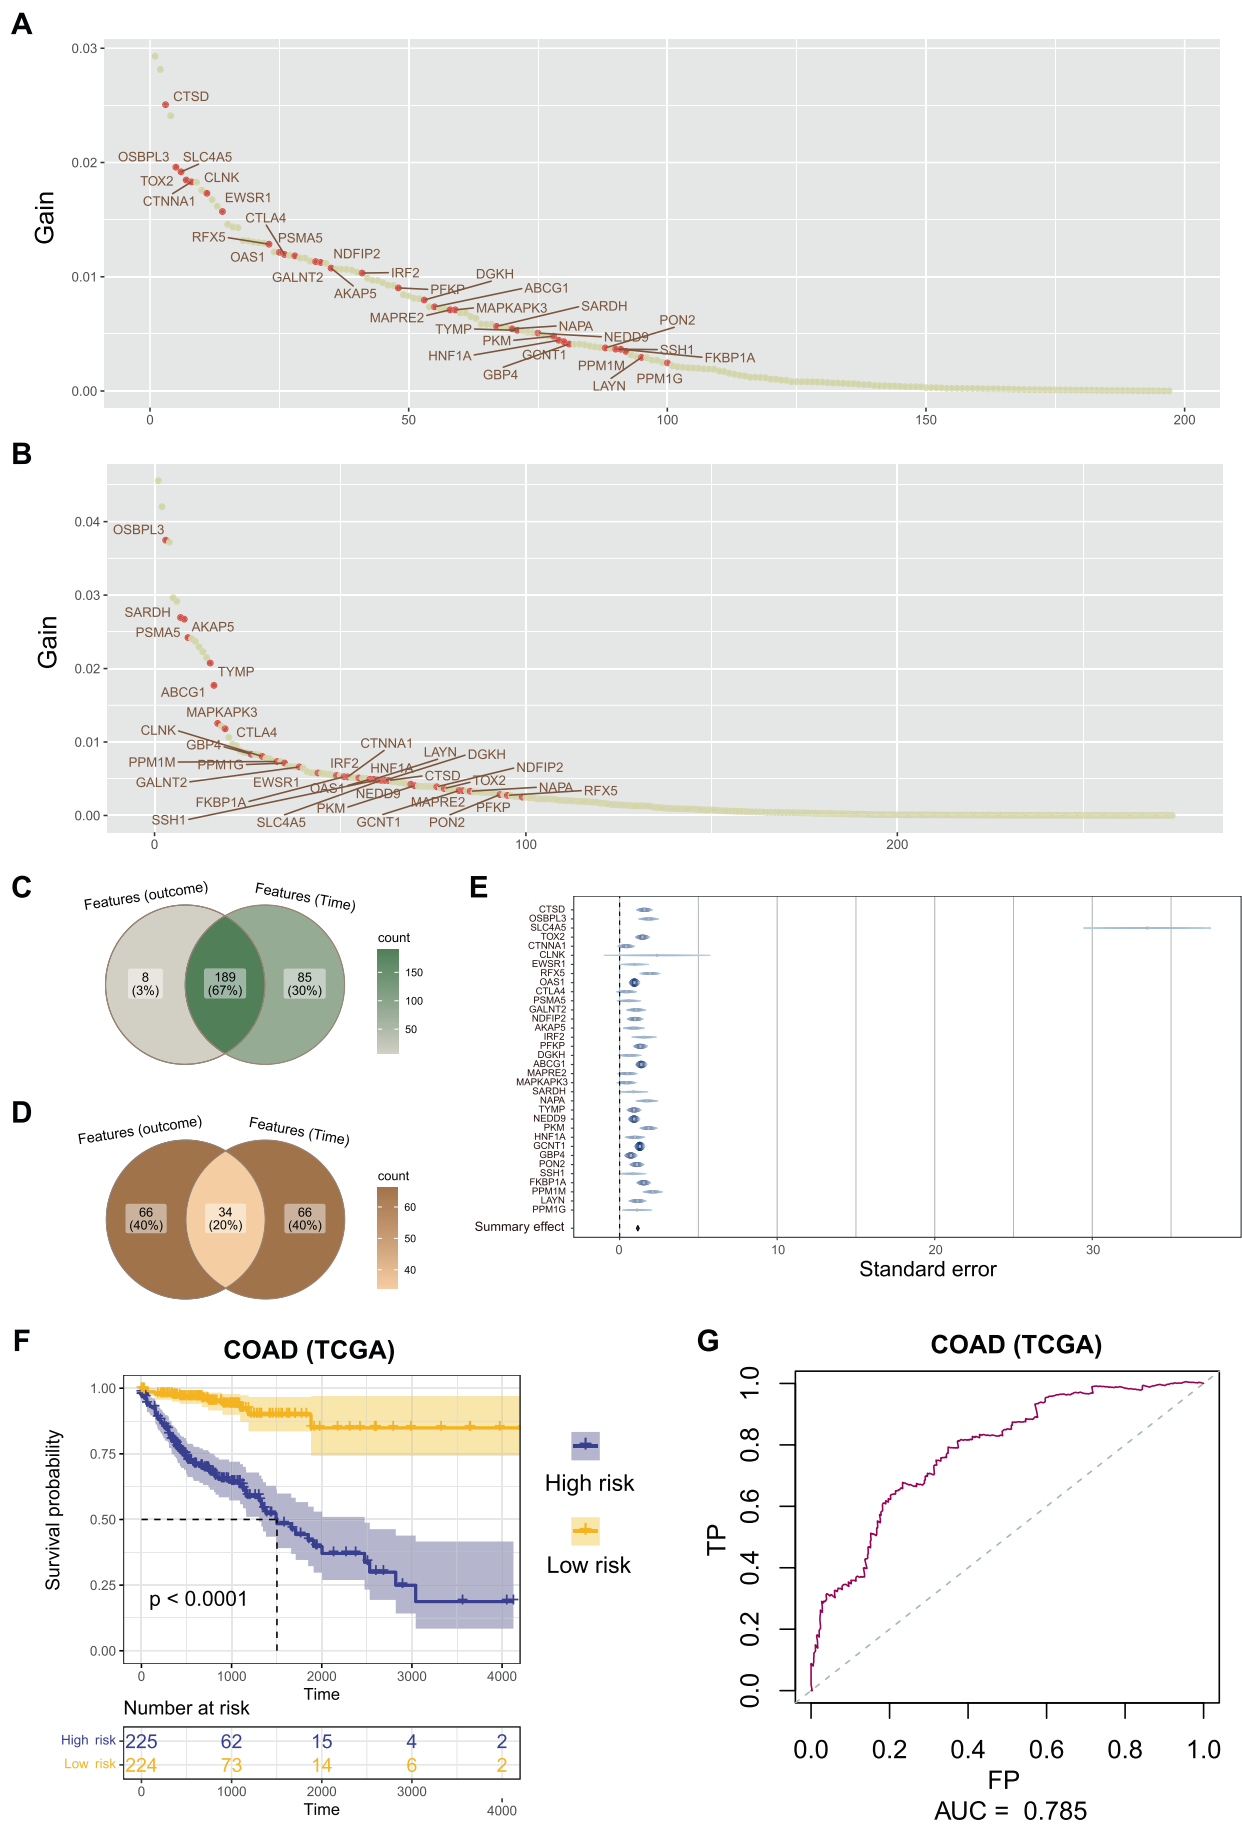 A
0.03
CTSD
OSBPL3 SLC4A5
0.02
TOX2 CLNK
CTNNA1 EWSR1
CTLA4
RFX5 PSMA5
OAS1 NDFIP2
GALNT2 IRF2 DGKH
0.01
AKAP5 PFKP ABCG1
MAPRE2 MAPKAPK3 SARDH
TYMP NAPA PON2
PKM NEDD9
HNF1A GCNT1 SSH1
GBP4 PPM1M FKBP1A
LAYN PPM1G
0.00
Gain
0 50 100 150 200
B
0.04
OSBPL3
0.03
SARDH
PSMA5 AKAP5
0.02
TYMP
ABCG1
MAPKAPK3
CLNK CTLA4
0.01
GBP4 CTNNA1
PPM1M PPM1G IRF2 LAYN DGKH
GALNT2 EWSR1 HNF1A CTSD NDFIP2
OAS1 TOX2
FKBP1A NEDD9 NAPA RFX5
PKM MAPRE2 PFKP
SSH1 SLC4A5 GCNT1 PON2
0.00
Gain
0 100 200
C
Features (outcome) Features (Time)
8
(3%)
189
(67%)
85
(30%)
count
150
100
50
D
Features (outcome) Features (Time)
66
(40%)
34
(20%)
66
(40%)
count
60
50
40
E
CTSD
OSBPL3
SLC4A5
TOX2
CTNNA1
CLNK
EWSR1
RFX5
OAS1
CTLA4
PSMA5
GALNT2
NDFIP2
AKAP5
IRF2
PFKP
DGKH
ABCG1
MAPRE2
MAPKAPK3
SARDH
NAPA
TYMP
NEDD9
PKM
HNF1A
GCNT1
GBP4
PON2
SSH1
FKBP1A
PPM1M
LAYN
PPM1G
Summary effect
0 10 20 30
Standard error
F
COAD (TCGA)
1.00
0.75
0.50
0.25
0.00
Survival probability
p < 0.0001
0 1000 2000 3000 4000
Time
High risk
Low risk
Number at risk
High risk 225 62 15 4 2
Low risk 224 73 14 6 2
0 1000 2000 3000 4000
Time
G
COAD (TCGA)
1.0
0.8
0.6
0.4
0.2
0.0
TP
0.0 0.2 0.4 0.6 0.8 1.0
FP
AUC = 0.785